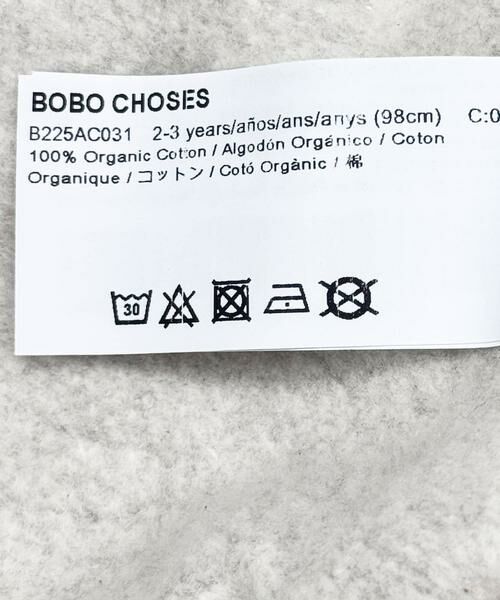 BOBO CHOSES
B225AC031 2-3 years/años/ans/anys (98cm) C:0
100% Organic Cotton / Algodón Orgánico / Coton
Organique / コットン / Cotó Orgànic / 棉
30